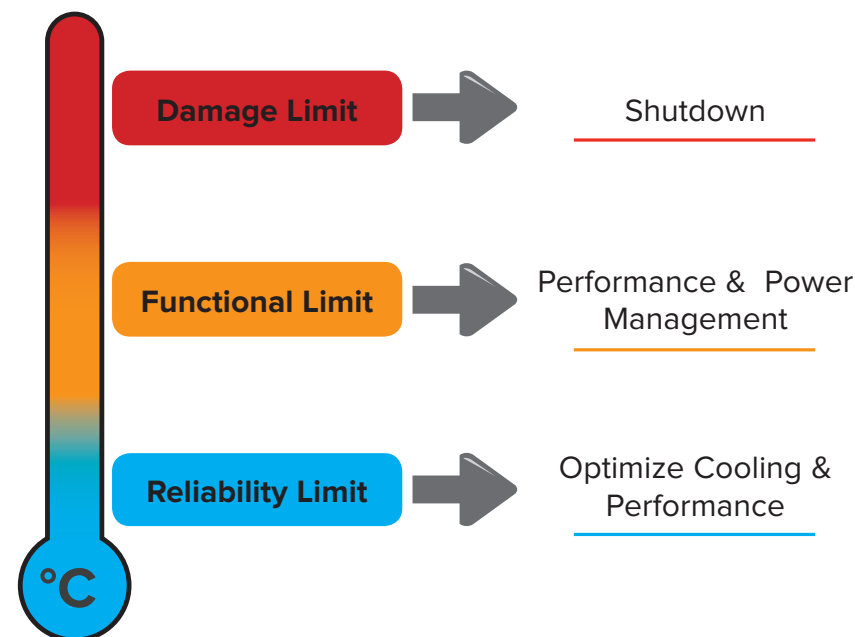 Damage Limit
Shutdown
Functional Limit
Performance & Power
Management
Reliability Limit
Optimize Cooling &
Performance
°C